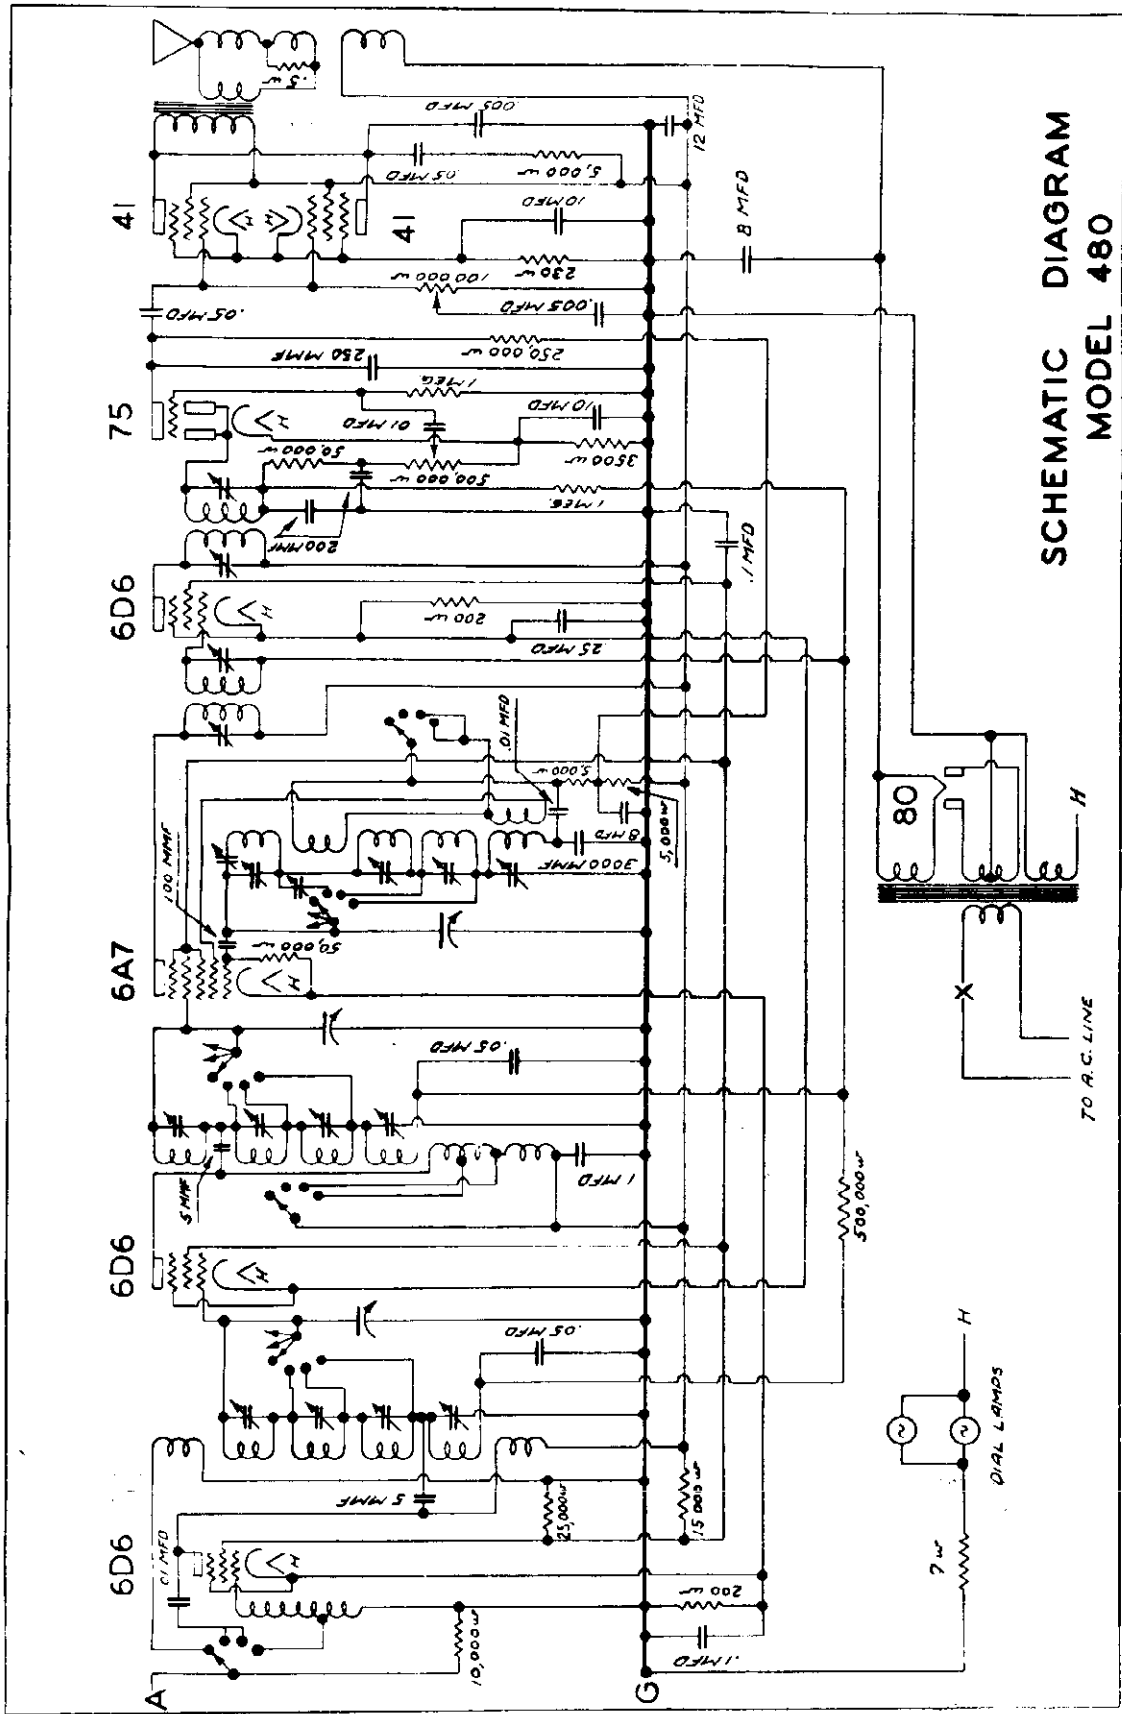 SCHEMATIC DIAGRAM
MODEL 480
6D6
6D6
6A7
6D6
75
41
41
80
A
G
.01 MFD
5 MMF
25,000 w
15000 w
10,000 w
200 w
.1 MFD
H
.05 MFD
H
5 MMF
.1 MFD
.05 MFD
500,000 w
100 MMF
50,000 w
H
3000 MMF
8 MFD
.01 MFD
5,000 w
5,000 w
H
200 w
.25 MFD
.1 MFD
200 MMF
50,000 w
500,000 w
1 MEG.
H
.01 MFD
1 MEG.
3500 w
10 MFD
250 MMF
250,000 w
.05 MFD
.005 MFD
100,000 w
230 w
10 MFD
H
H
.05 MFD
5,000 w
.005 MFD
12 MFD
8 MFD
.5 w
H
TO A.C. LINE
7 w
DIAL LAMPS
H